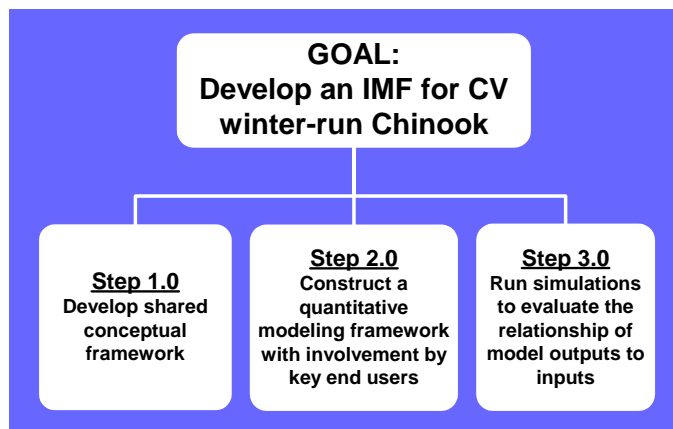 GOAL:
Develop an IMF for CV
winter-run Chinook
Step 1.0
Develop shared
conceptual
framework
Step 2.0
Construct a
quantitative
modeling framework
with involvement by
key end users
Step 3.0
Run simulations
to evaluate the
relationship of
model outputs to
inputs